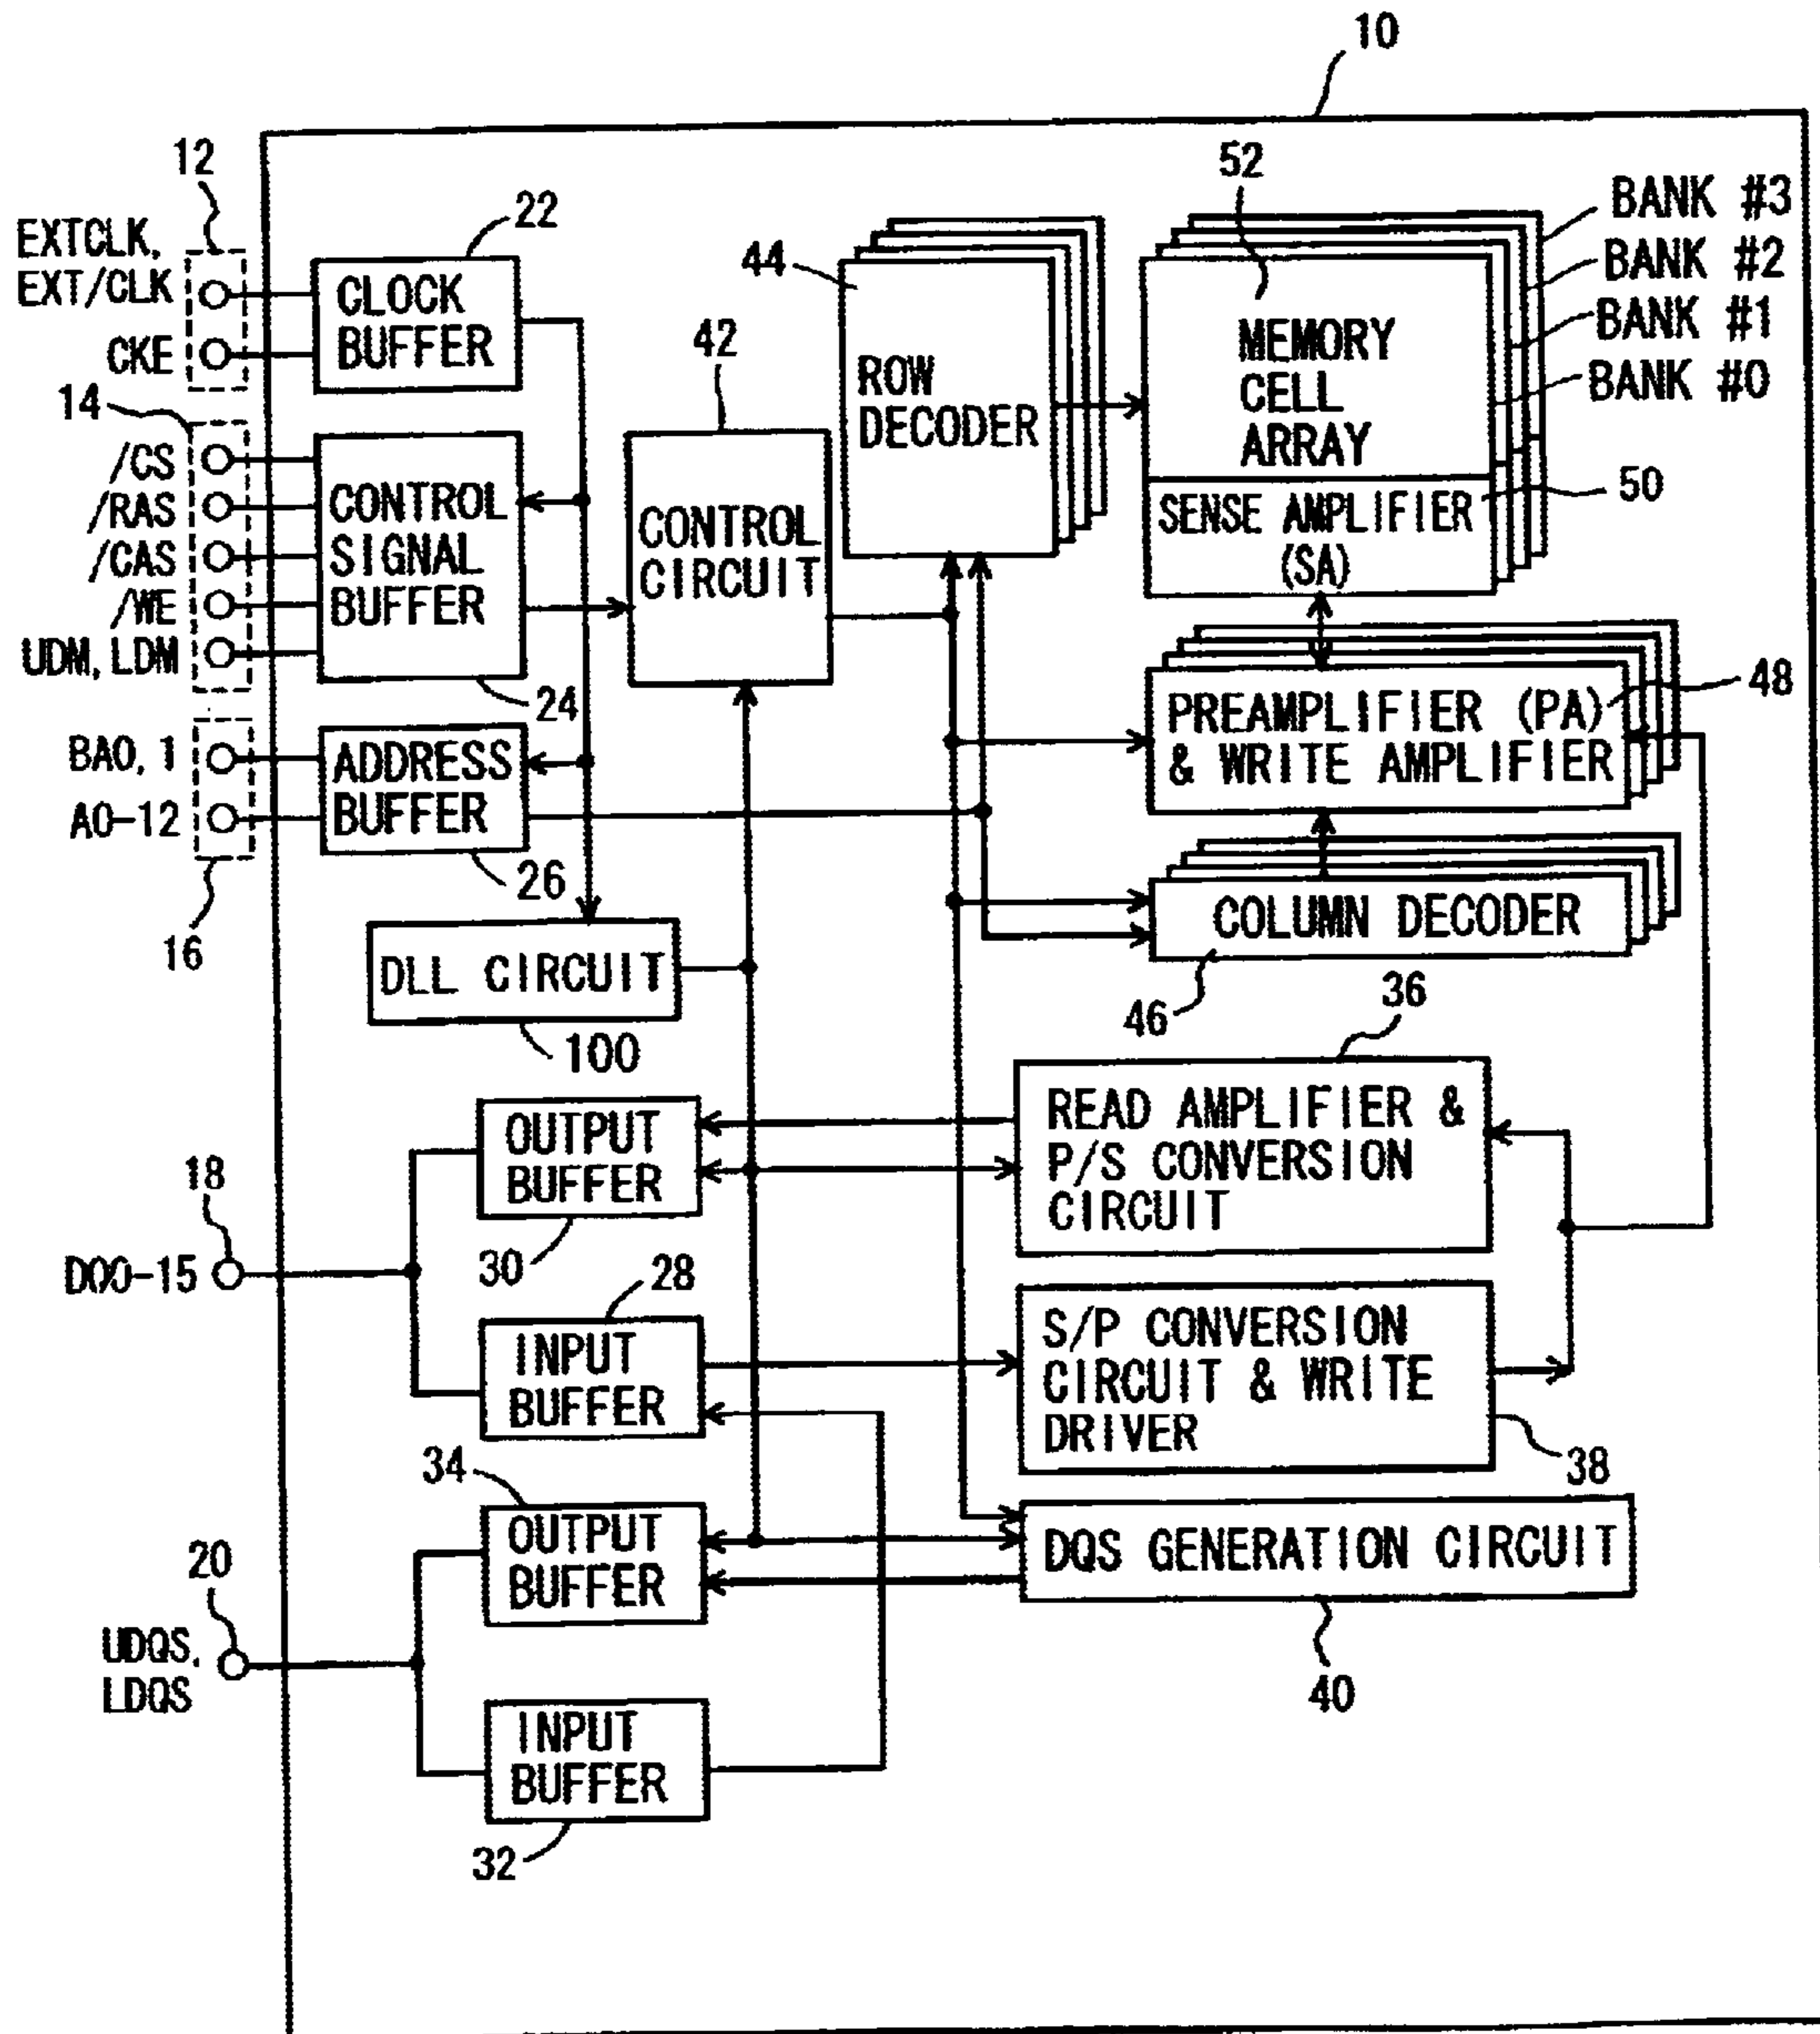 10
12
EXTCLK,
EXT/CLK
CKE
22
CLOCK
BUFFER
14
/CS
/RAS
/CAS
/WE
UDM, LDM
CONTROL
SIGNAL
BUFFER
24
42
CONTROL
CIRCUIT
44
ROW
DECODER
52
MEMORY
CELL
ARRAY
BANK #3
BANK #2
BANK #1
BANK #0
SENSE AMPLIFIER
(SA)
50
BA0, 1
A0-12
16
ADDRESS
BUFFER
26
PREAMPLIFIER (PA)
& WRITE AMPLIFIER
48
COLUMN DECODER
46
DLL CIRCUIT
100
36
READ AMPLIFIER &
P/S CONVERSION
CIRCUIT
OUTPUT
BUFFER
30
18
DQ0-15
28
INPUT
BUFFER
S/P CONVERSION
CIRCUIT & WRITE
DRIVER
38
34
OUTPUT
BUFFER
DQS GENERATION CIRCUIT
40
20
UDQS,
LDQS
INPUT
BUFFER
32